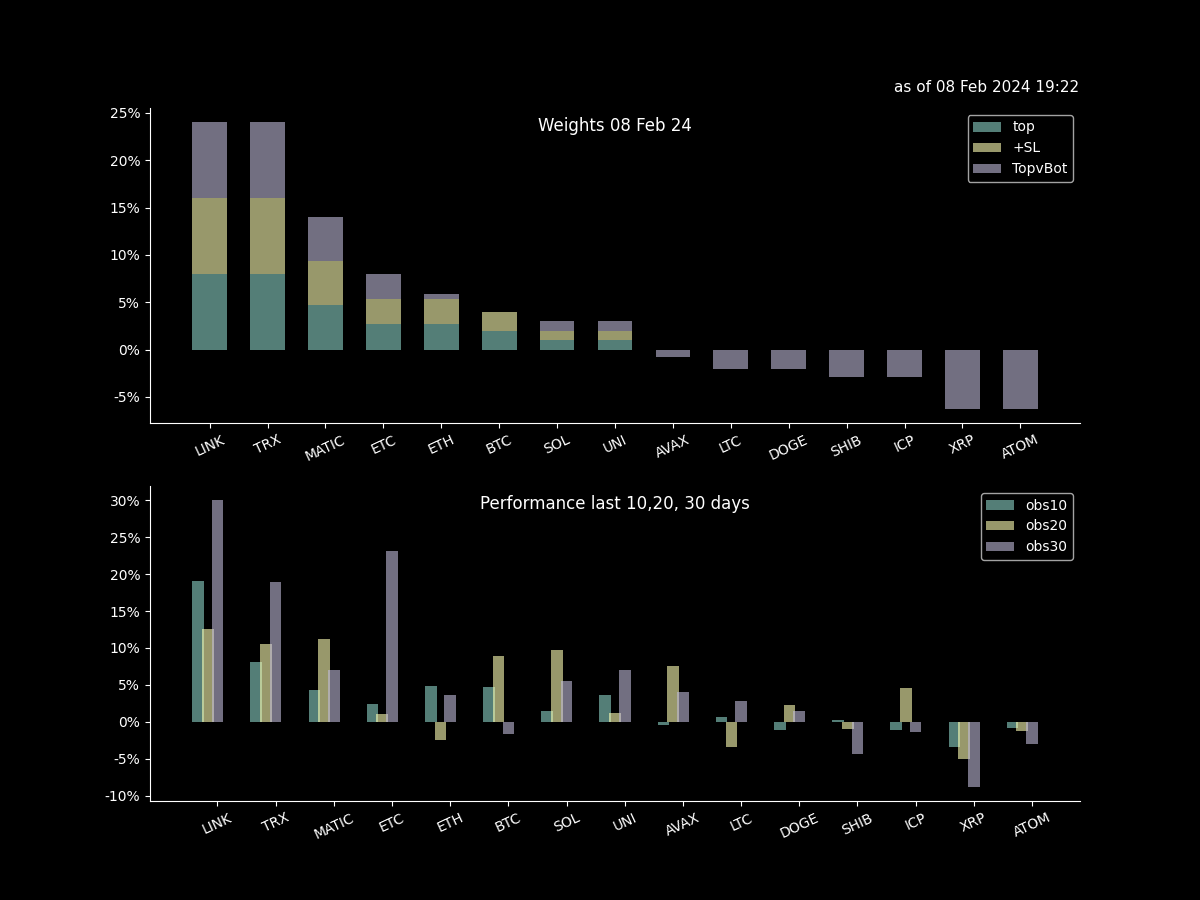 as of 08 Feb 2024 19:22
25%
Weights 08 Feb 24
top
20%
+SL
TopvBot
15%
10%
5%
0%
-5%
LINK TRX MATIC ETC ETH BTC SOL UNI AVAX LTC DOGE SHIB ICP XRP ATOM
30%
Performance last 10,20, 30 days
obs10
25%
obs20
obs30
20%
15%
10%
5%
0%
-5%
-10%
LINK TRX MATIC ETC ETH BTC SOL UNI AVAX LTC DOGE SHIB ICP XRP ATOM